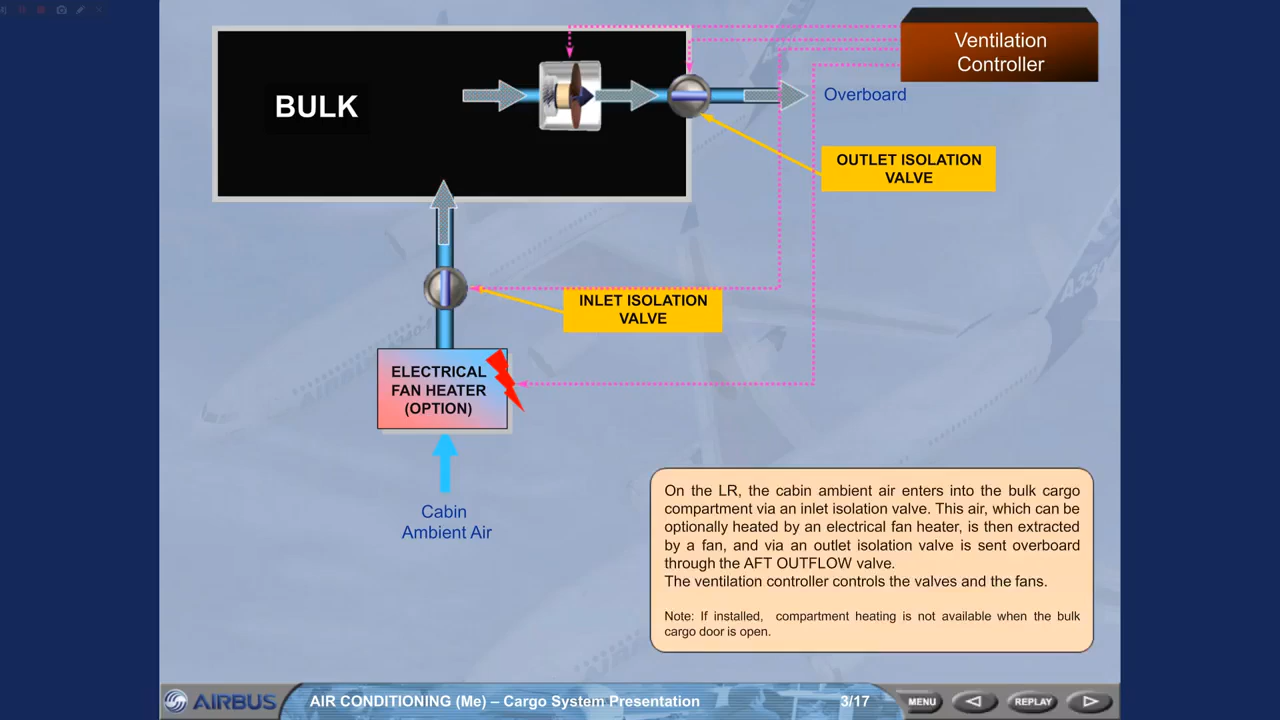 Ventilation
Controller
BULK
Overboard
OUTLET ISOLATION
VALVE
INLET ISOLATION
VALVE
ELECTRICAL
FAN HEATER
(OPTION)
Cabin
Ambient Air
On the LR, the cabin ambient air enters into the bulk cargo
compartment via an inlet isolation valve. This air, which can be
optionally heated by an electrical fan heater, is then extracted
by a fan, and via an outlet isolation valve is sent overboard
through the AFT OUTFLOW valve.
The ventilation controller controls the valves and the fans.
Note: If installed, compartment heating is not available when the bulk
cargo door is open.
A330
AIRBUS
AIR CONDITIONING (Me) – Cargo System Presentation
3/17
MENU
REPLAY